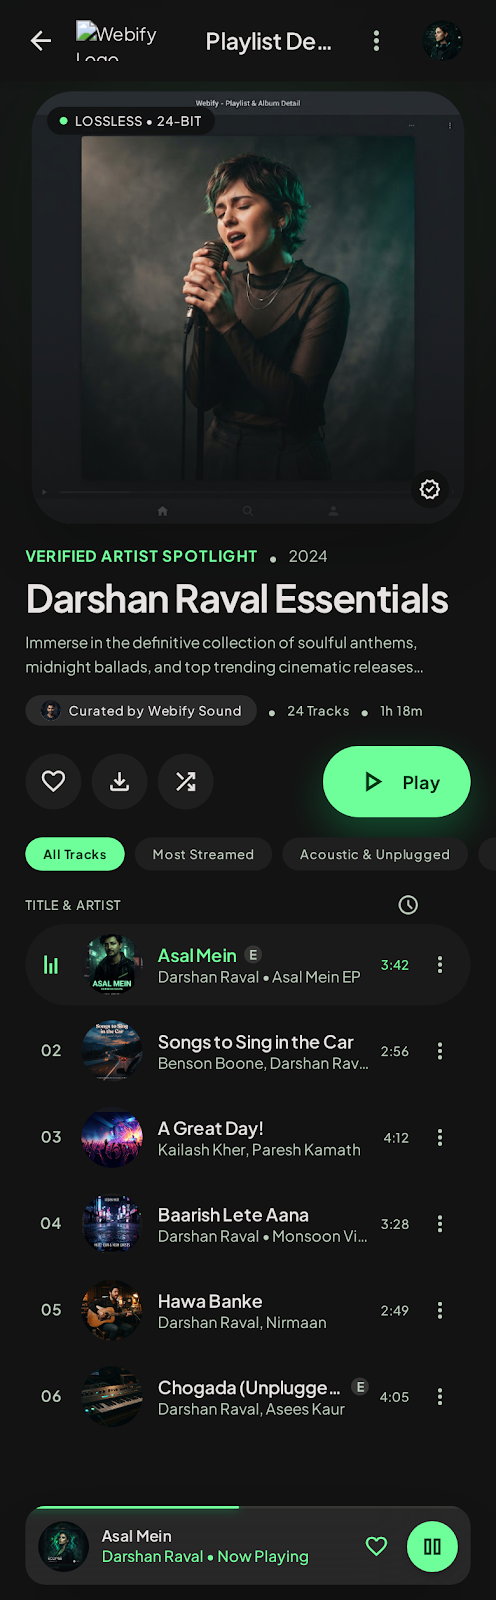 Webify
Logo
Playlist De...
Webify - Playlist & Album Detail
LOSSLESS • 24-BIT
VERIFIED ARTIST SPOTLIGHT • 2024
Darshan Raval Essentials
Immerse in the definitive collection of soulful anthems,
midnight ballads, and top trending cinematic releases...
Curated by Webify Sound • 24 Tracks • 1h 18m
Play
All Tracks
Most Streamed
Acoustic & Unplugged
TITLE & ARTIST
ASAL MEIN
Asal Mein E
Darshan Raval • Asal Mein EP
3:42
02
Songs to Sing
in the Car
Songs to Sing in the Car
Benson Boone, Darshan Rav...
2:56
03
A Great Day!
Kailash Kher, Paresh Kamath
4:12
04
Baarish Lete Aana
Darshan Raval • Monsoon Vi...
3:28
05
Hawa Banke
Darshan Raval, Nirmaan
2:49
06
Chogada (Unplugge... E
Darshan Raval, Asees Kaur
4:05
Asal Mein
Darshan Raval • Now Playing